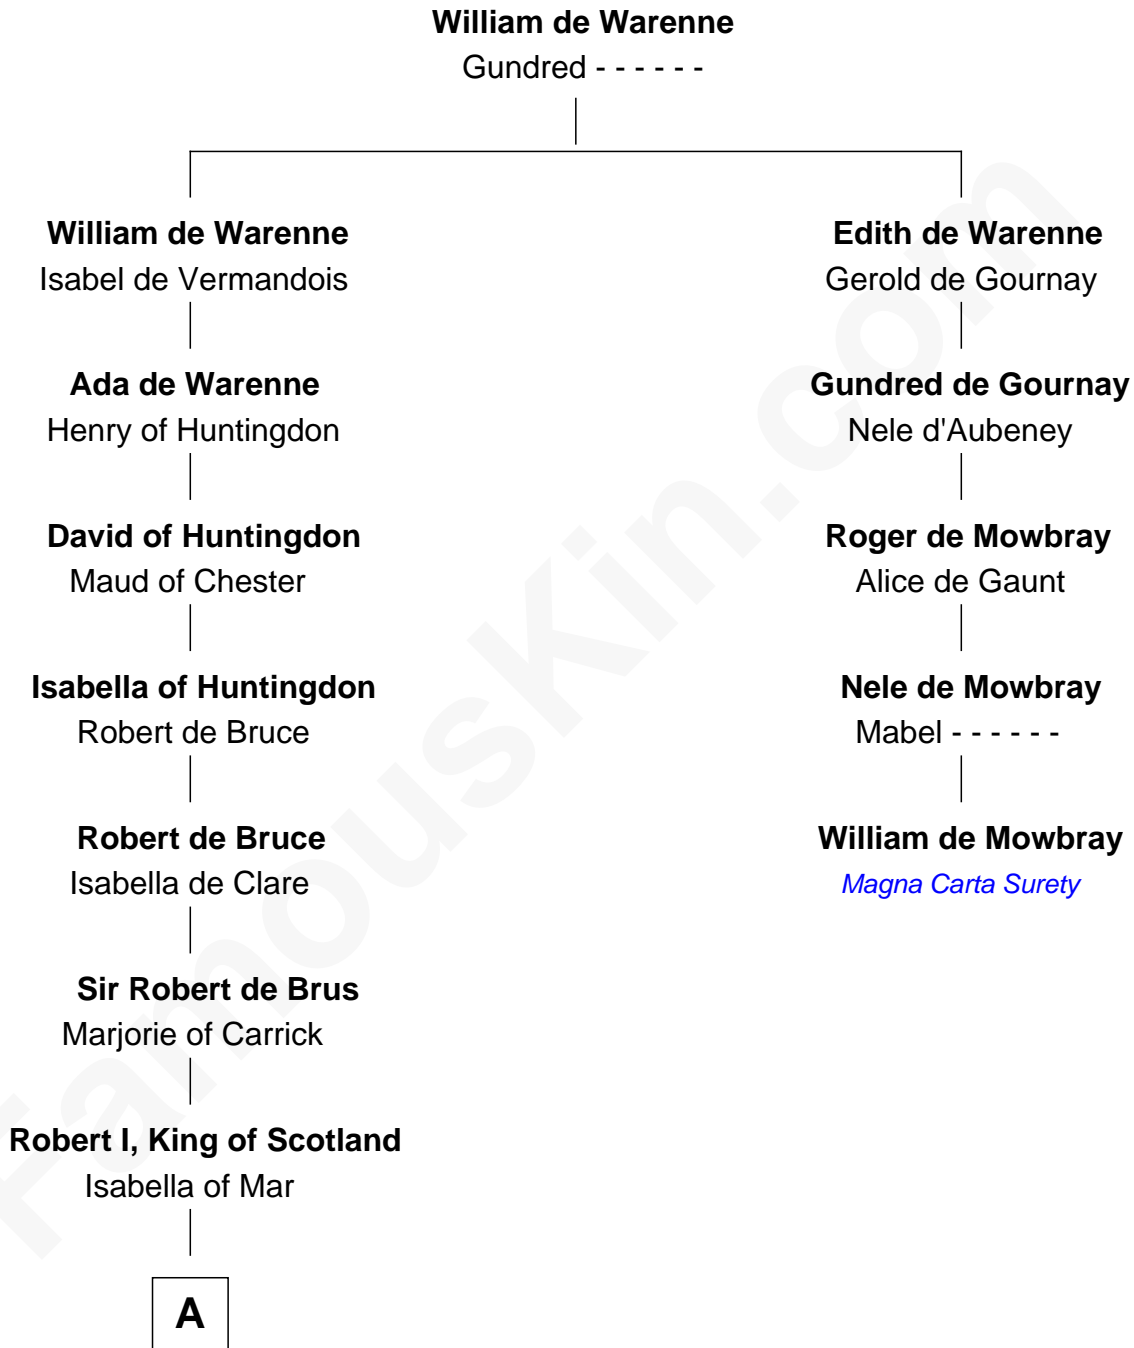 William de Warenne
Gundred - - - - - -
William de Warenne
Isabel de Vermandois
Ada de Warenne
Henry of Huntingdon
David of Huntingdon
Maud of Chester
Isabella of Huntingdon
Robert de Bruce
Robert de Bruce
Isabella de Clare
Sir Robert de Brus
Marjorie of Carrick
Robert I, King of Scotland
Isabella of Mar
A
Edith de Warenne
Gerold de Gournay
Gundred de Gournay
Nele d'Aubeney
Roger de Mowbray
Alice de Gaunt
Nele de Mowbray
Mabel - - - - - -
William de Mowbray
Magna Carta Surety
FamousKin.com